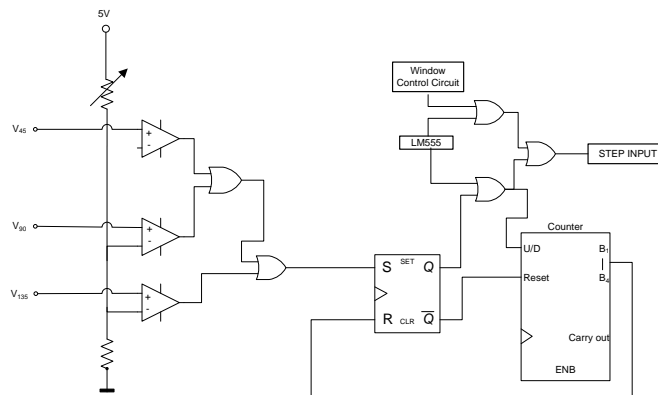 5V
Window
Control Circuit
V45
+
-
LM555
STEP INPUT
V90
+
-
Counter
U/D
B1
S
SET
Q
B4
Reset
V135
+
-
R
CLR
Q
Carry out
ENB